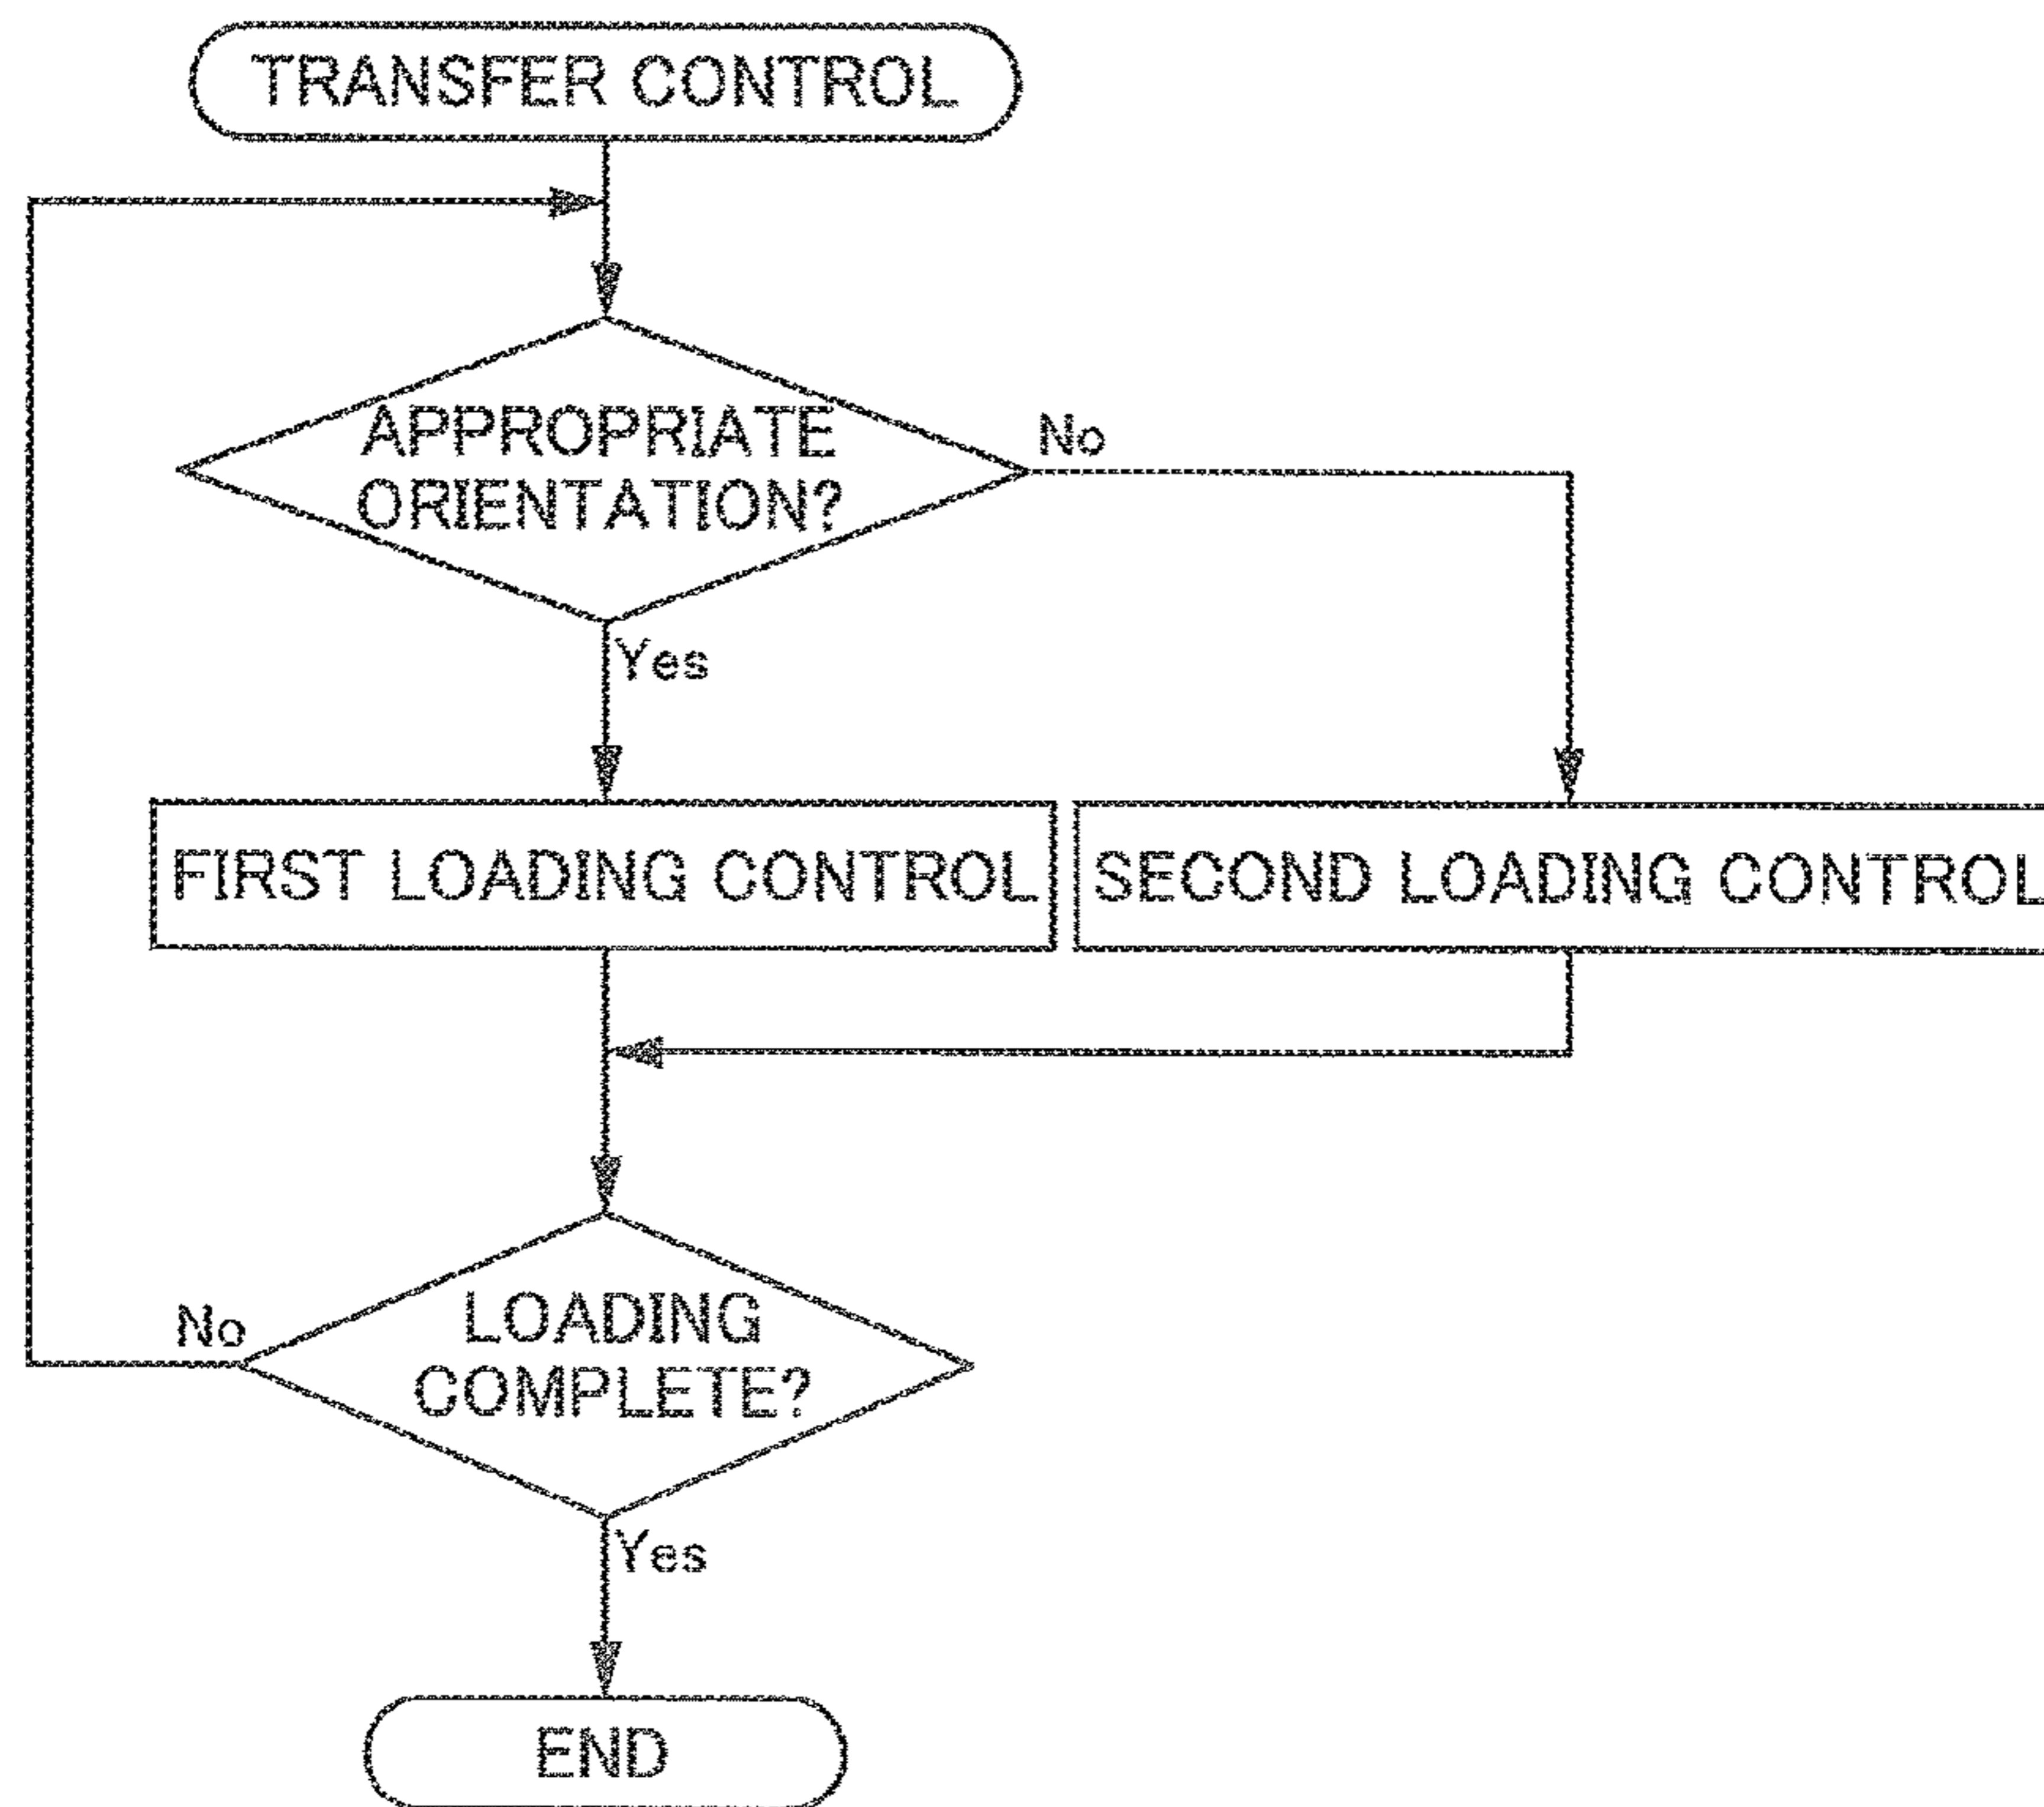 TRANSFER CONTROL
APPROPRIATE
ORIENTATION?
No
Yes
FIRST LOADING CONTROL
SECOND LOADING CONTROL
LOADING
COMPLETE?
No
Yes
END